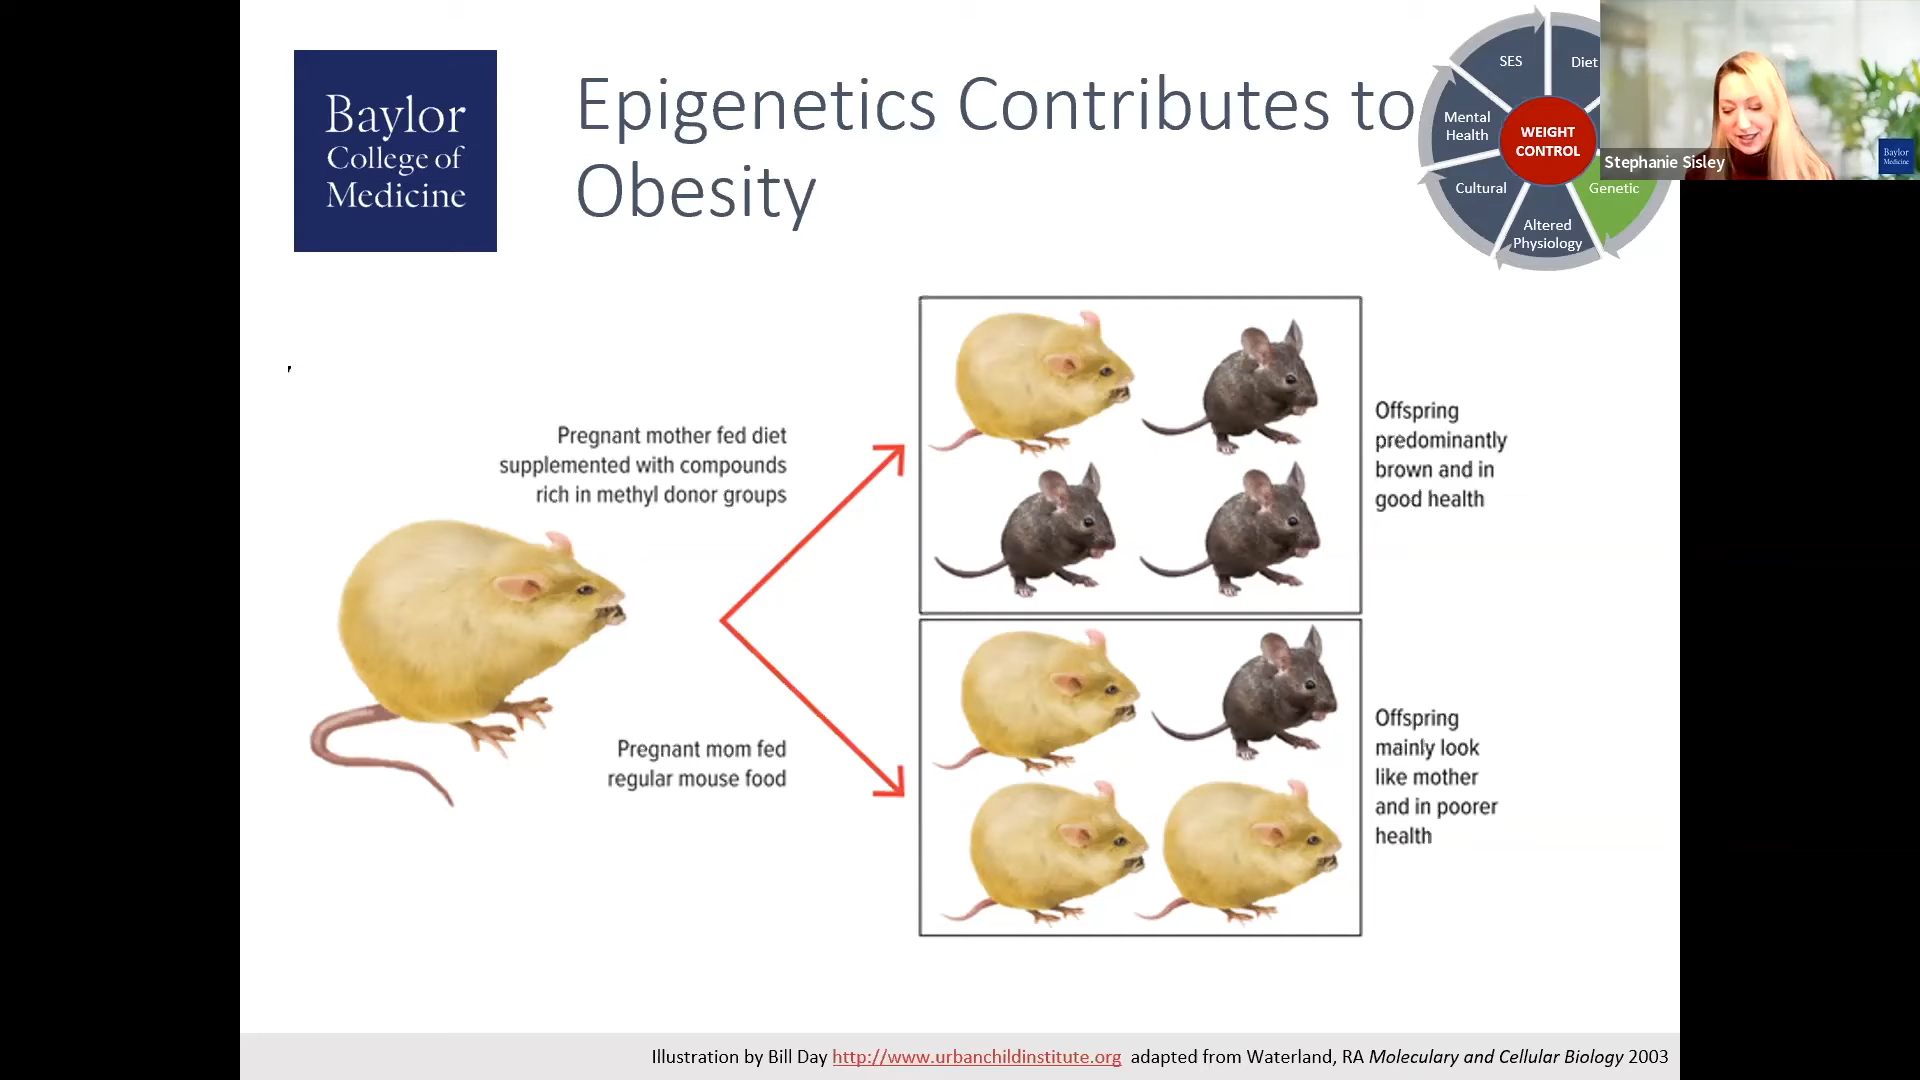 Baylor
College of
Medicine
Epigenetics Contributes to
Obesity
SES
Diet
Mental
Health
WEIGHT
CONTROL
Cultural
Genetic
Altered
Physiology
Stephanie Sisley
Baylor
Medicine
Pregnant mother fed diet
supplemented with compounds
rich in methyl donor groups
Offspring
predominantly
brown and in
good health
Pregnant mom fed
regular mouse food
Offspring
mainly look
like mother
and in poorer
health
Illustration by Bill Day http://www.urbanchildinstitute.org adapted from Waterland, RA Moleculary and Cellular Biology 2003